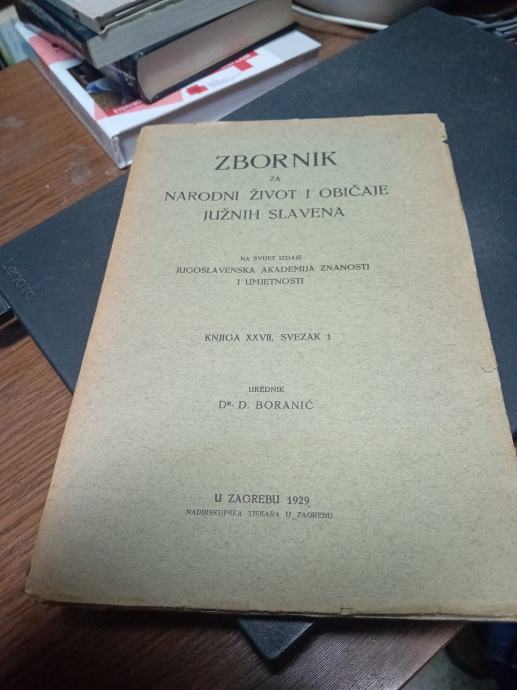 ZBORNIK
ZA
NARODNI ŽIVOT I OBIČAJE
JUŽNIH SLAVENA
NA SVIJET IZDAJE
JUGOSLAVENSKA AKADEMIJA ZNANOSTI
I UMJETNOSTI
KNJIGA XXVII, SVEZAK 1
UREDNIK
DR. D. BORANIĆ
U ZAGREBU 1929
NADBISKUPSKA TISKARA U ZAGREBU